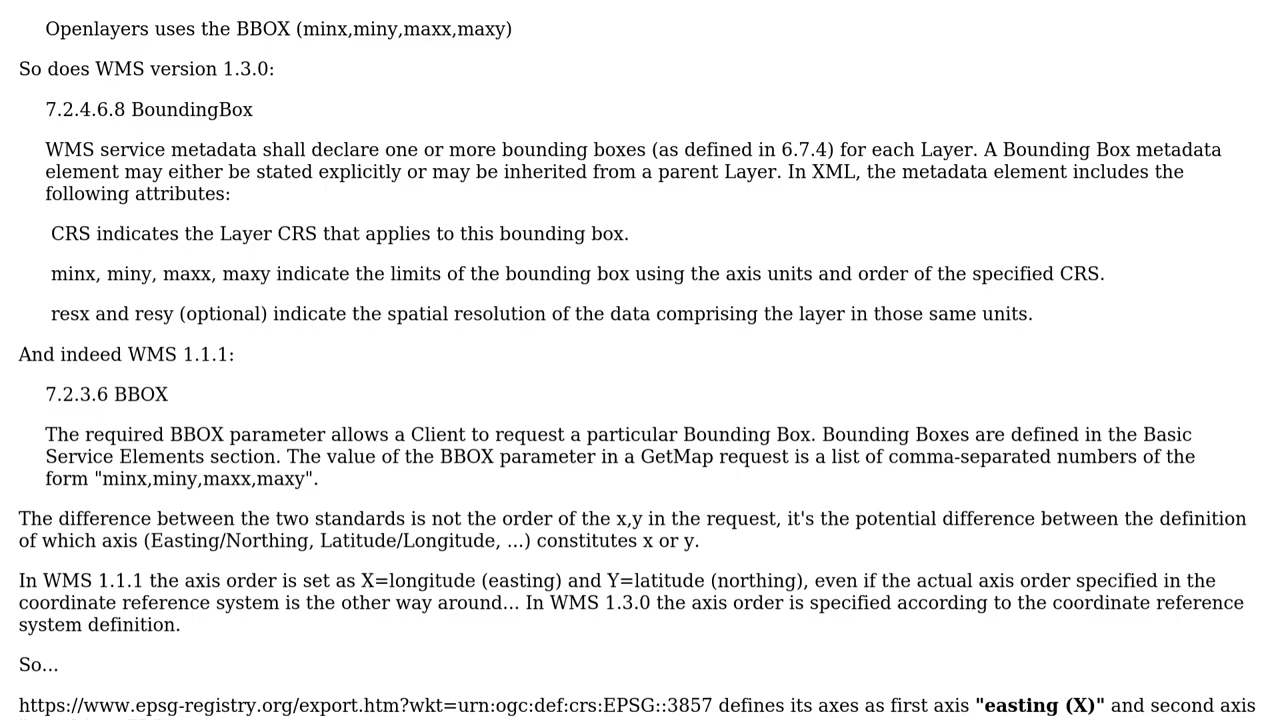 Openlayers uses the BBOX (minx,miny,maxx,maxy)
So does WMS version 1.3.0:
7.2.4.6.8 BoundingBox
WMS service metadata shall declare one or more bounding boxes (as defined in 6.7.4) for each Layer. A Bounding Box metadata
element may either be stated explicitly or may be inherited from a parent Layer. In XML, the metadata element includes the
following attributes:
CRS indicates the Layer CRS that applies to this bounding box.
minx, miny, maxx, maxy indicate the limits of the bounding box using the axis units and order of the specified CRS.
resx and resy (optional) indicate the spatial resolution of the data comprising the layer in those same units.
And indeed WMS 1.1.1:
7.2.3.6 BBOX
The required BBOX parameter allows a Client to request a particular Bounding Box. Bounding Boxes are defined in the Basic
Service Elements section. The value of the BBOX parameter in a GetMap request is a list of comma-separated numbers of the
form "minx,miny,maxx,maxy".
The difference between the two standards is not the order of the x,y in the request, it's the potential difference between the definition
of which axis (Easting/Northing, Latitude/Longitude, ...) constitutes x or y.
In WMS 1.1.1 the axis order is set as X=longitude (easting) and Y=latitude (northing), even if the actual axis order specified in the
coordinate reference system is the other way around... In WMS 1.3.0 the axis order is specified according to the coordinate reference
system definition.
So...
https://www.epsg-registry.org/export.htm?wkt=urn:ogc:def:crs:EPSG::3857 defines its axes as first axis "easting (X)" and second axis